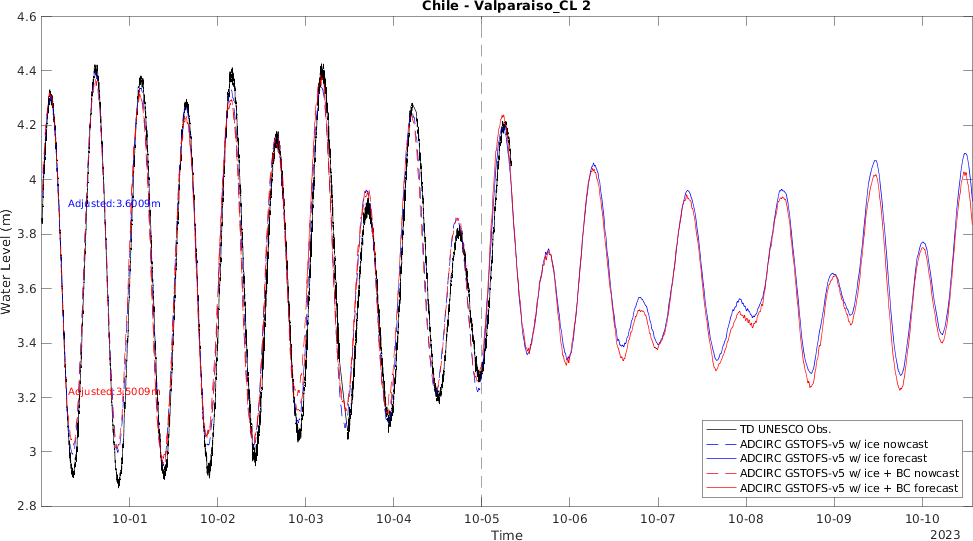 Chile - Valparaiso_CL 2
4.6
4.4
4.2
4
3.8
3.6
3.4
3.2
3
2.8
Water Level (m)
Adjusted:3.6009m
Adjusted:3.5009m
TD UNESCO Obs.
ADCIRC GSTOFS-v5 w/ ice nowcast
ADCIRC GSTOFS-v5 w/ ice forecast
ADCIRC GSTOFS-v5 w/ ice + BC nowcast
ADCIRC GSTOFS-v5 w/ ice + BC forecast
10-01 10-02 10-03 10-04 10-05 10-06 10-07 10-08 10-09 10-10
Time
2023